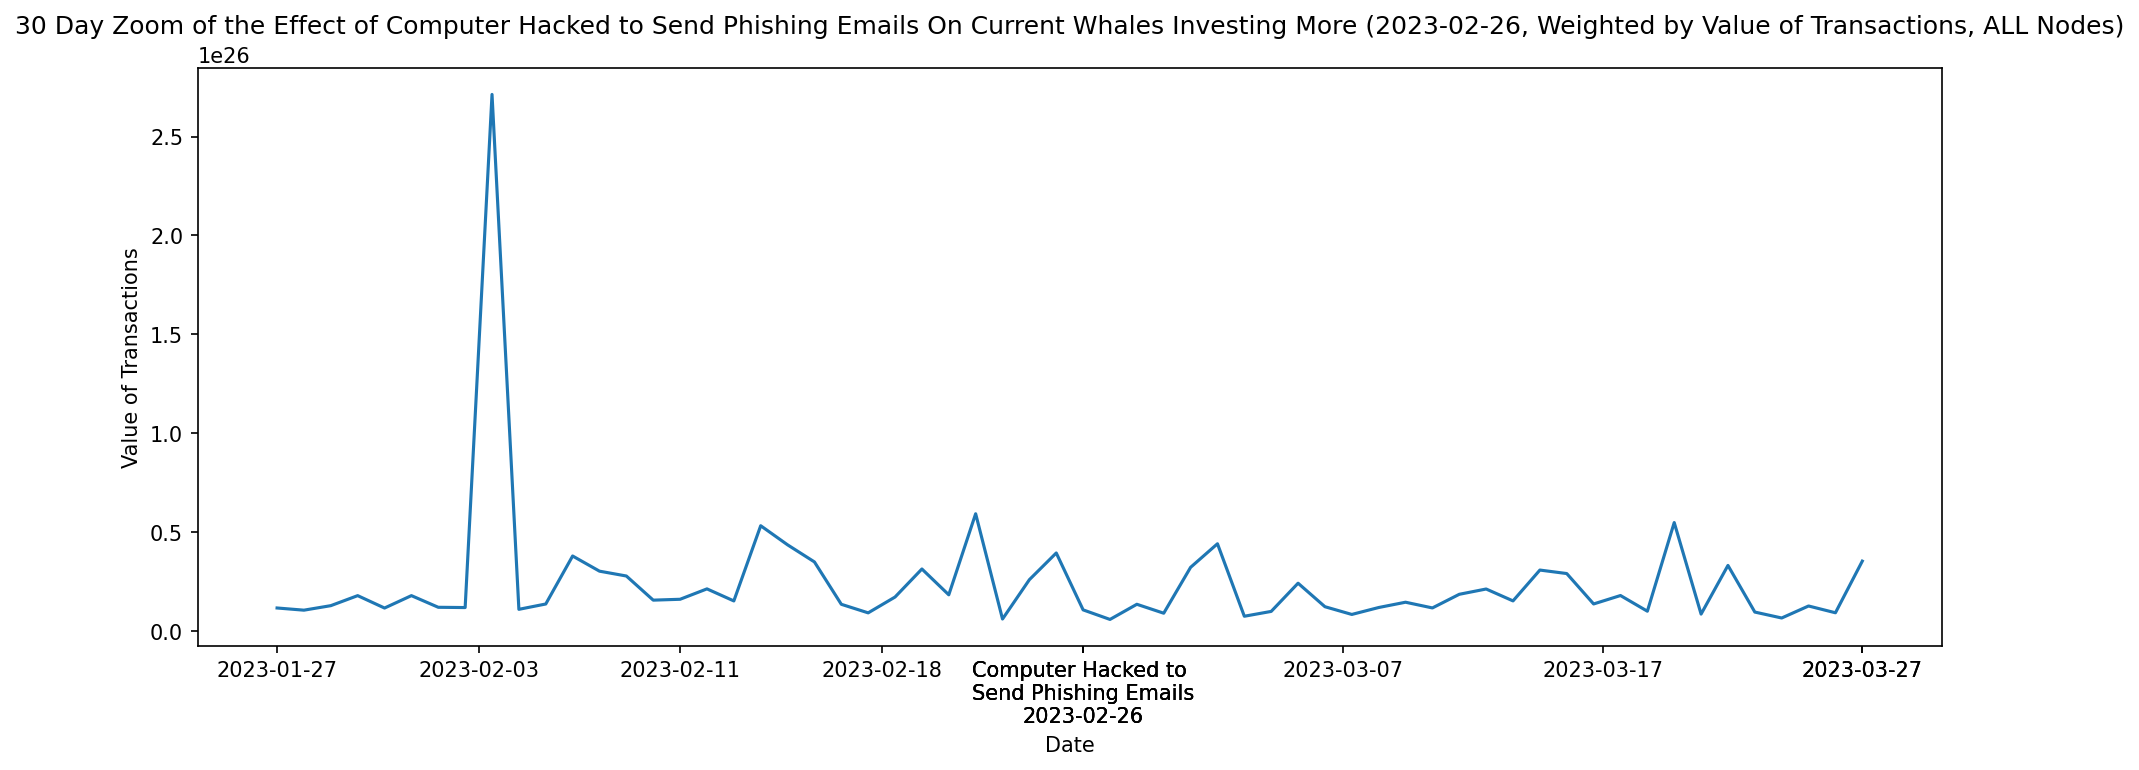 30 Day Zoom of the Effect of Computer Hacked to Send Phishing Emails On Current Whales Investing More (2023-02-26, Weighted by Value of Transactions, ALL Nodes)
1e26
2.5
2.0
1.5
1.0
0.5
0.0
Value of Transactions
2023-01-27
2023-02-03
2023-02-11
2023-02-18
Computer Hacked to
Send Phishing Emails
2023-02-26
2023-03-07
2023-03-17
2023-03-27
Date